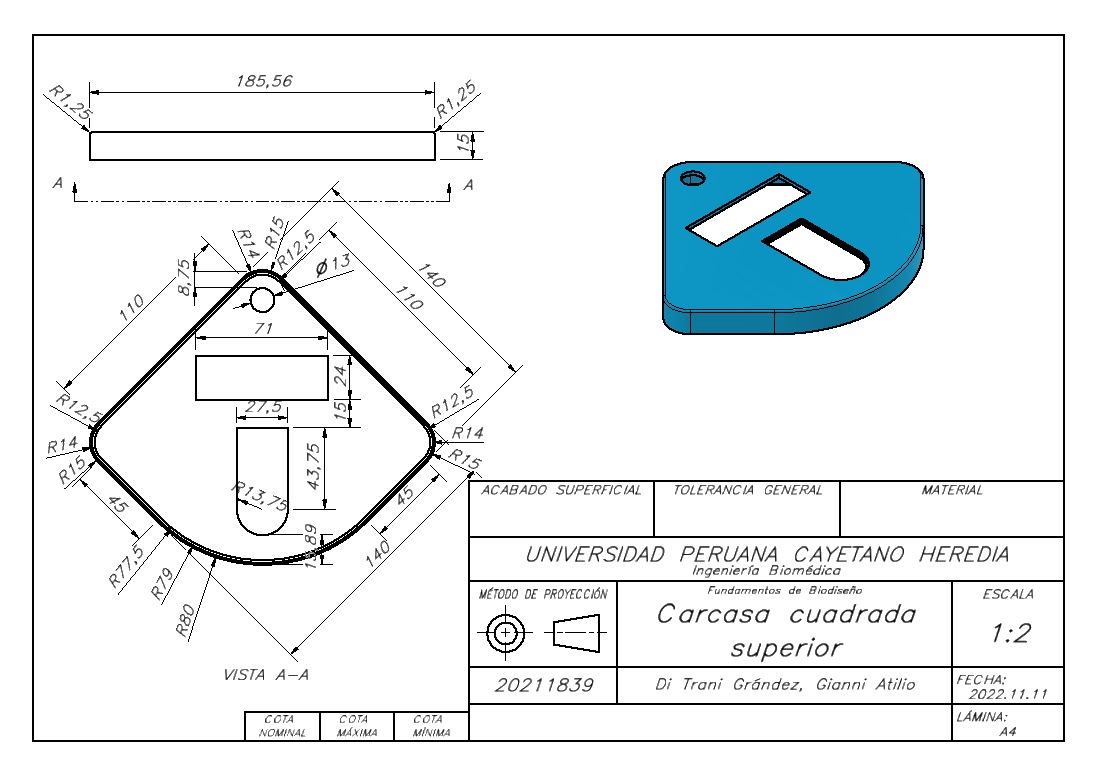 185,56
R1,25
R1,25
15
A
A
R14
R15
R12,5
Ø13
8,75
110
140
110
71
24
27,5
15
R12,5
R12,5
R14
R14
R15
R15
43,75
R13,75
45
45
89
140
R77,5
R79
R80
VISTA A-A
ACABADO SUPERFICIAL
TOLERANCIA GENERAL
MATERIAL
UNIVERSIDAD PERUANA CAYETANO HEREDIA
Ingeniería Biomédica
MÉTODO DE PROYECCIÓN
Fundamentos de Biodiseño
Carcasa cuadrada
superior
ESCALA
1:2
20211839
Di Trani Grández, Gianni Atilio
FECHA:
2022.11.11
LÁMINA:
A4
COTA
NOMINAL
COTA
MÁXIMA
COTA
MÍNIMA